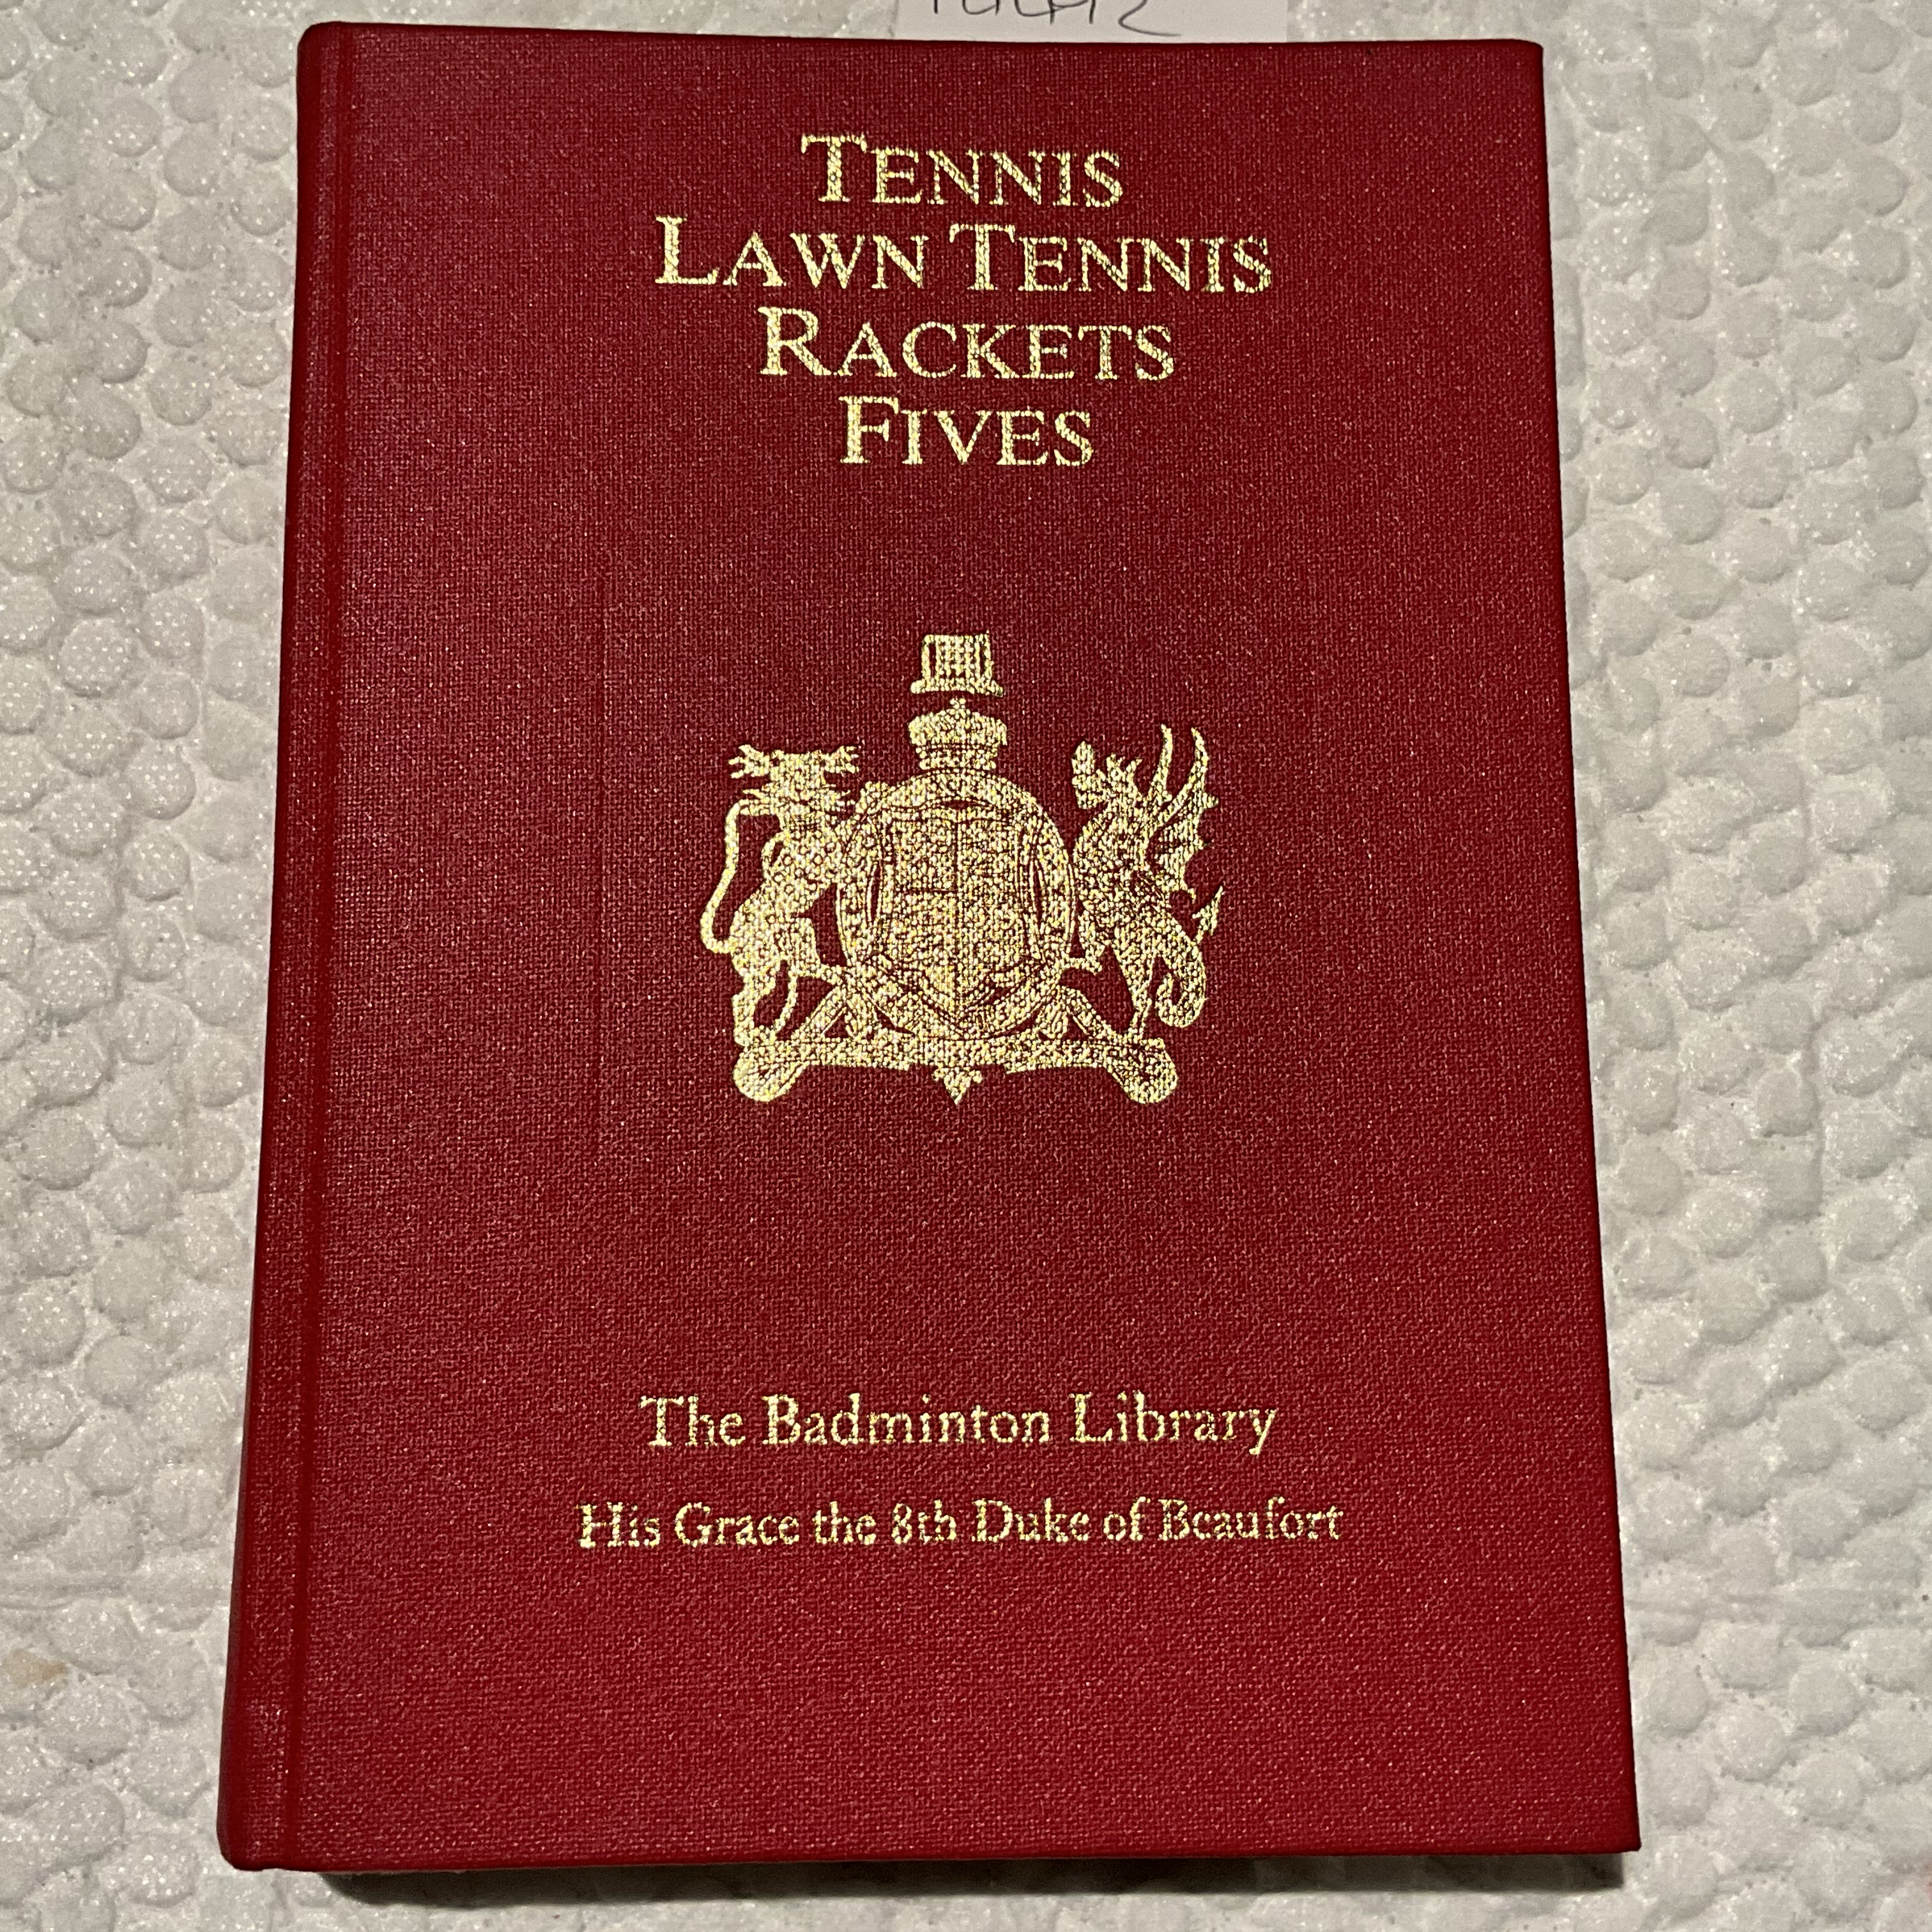 TENNIS
LAWN TENNIS
RACKETS
FIVES
The Badminton Library
His Grace the 8th Duke of Beaufort